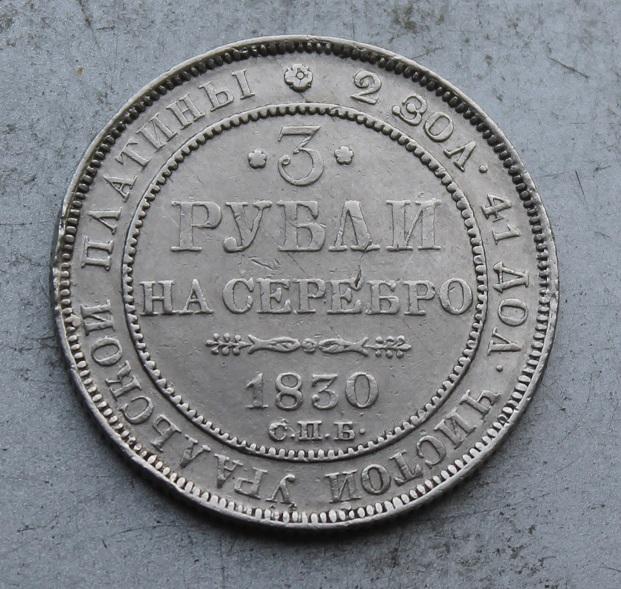 2 ЗОЛ. 41 ДОЛ. ЧИСТОЙ УРАЛЬСКОЙ ПЛАТИНЫ
3
РУБЛИ
НА СЕРЕБРО
1830
С.П.Б.